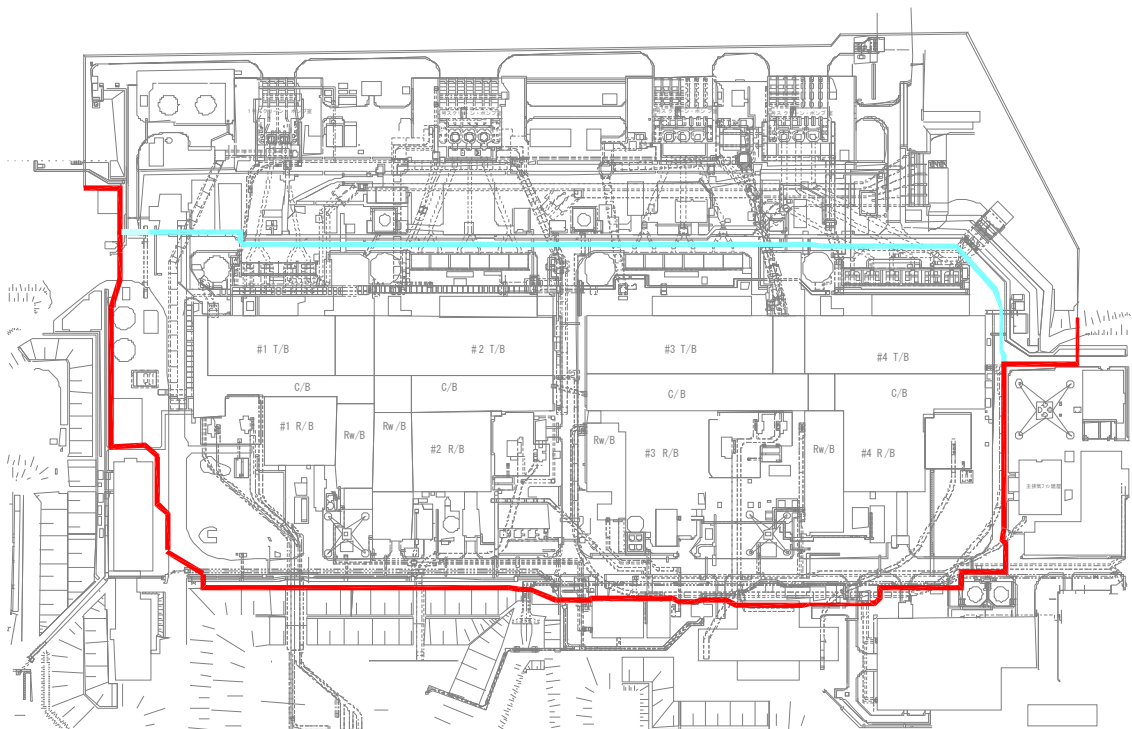 #1 T/B
#2 T/B
#3 T/B
#4 T/B
C/B
C/B
C/B
C/B
#1 R/B
Rw/B
Rw/B
#2 R/B
Rw/B
#3 R/B
Rw/B
#4 R/B